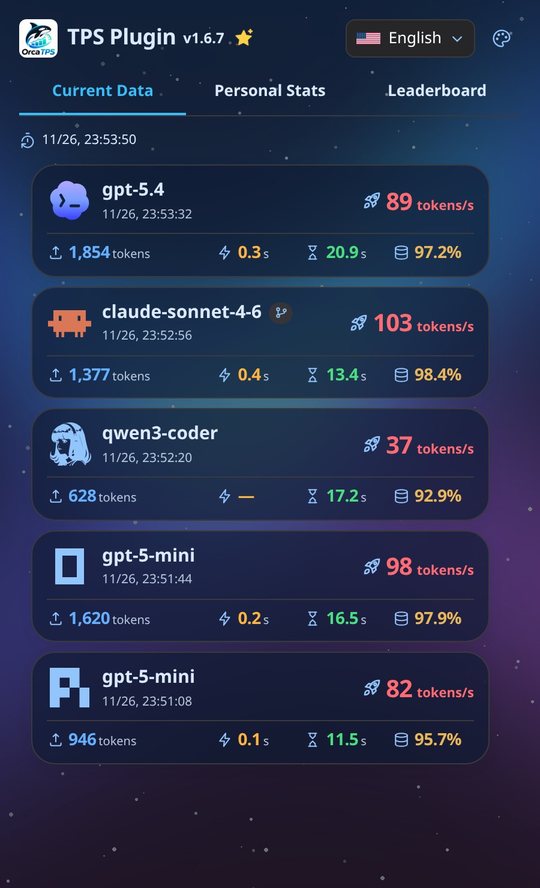 OrcaTPS
TPS Plugin v1.6.7
English
Current Data Personal Stats Leaderboard
11/26, 23:53:50
gpt-5.4
11/26, 23:53:32
89 tokens/s
1,854 tokens 0.3 s 20.9 s 97.2%
claude-sonnet-4-6
11/26, 23:52:56
103 tokens/s
1,377 tokens 0.4 s 13.4 s 98.4%
qwen3-coder
11/26, 23:52:20
37 tokens/s
628 tokens — 17.2 s 92.9%
gpt-5-mini
11/26, 23:51:44
98 tokens/s
1,620 tokens 0.2 s 16.5 s 97.9%
gpt-5-mini
11/26, 23:51:08
82 tokens/s
946 tokens 0.1 s 11.5 s 95.7%